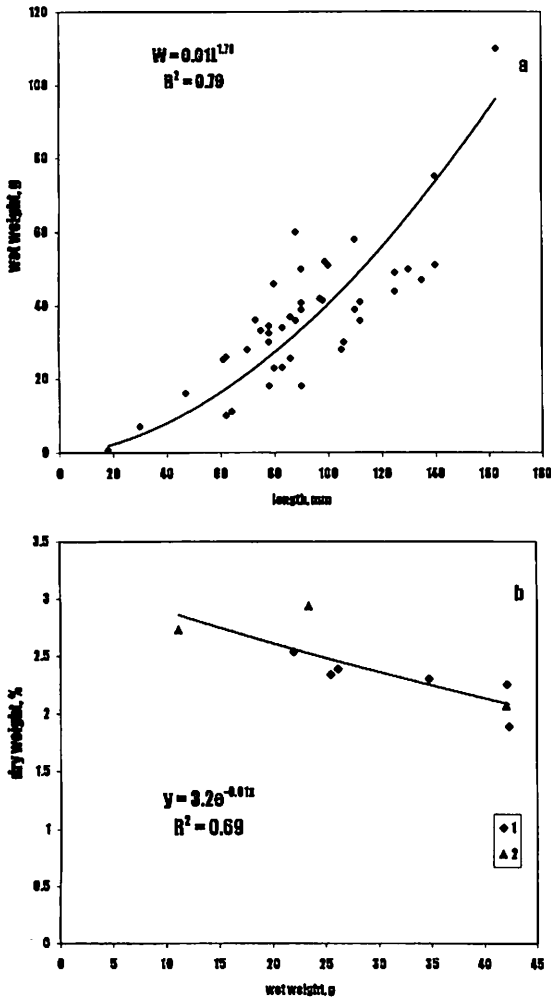 120
100
80
60
40
20
0
wet weight, g
W = 0.01l^1.78
R² = 0.79
a
0 20 40 60 80 100 120 140 160 180
length, mm
3.5
3
2.5
2
1.5
1
0.5
0
dry weight, %
b
y = 3.2e^-0.01x
R² = 0.69
1
2
0 5 10 15 20 25 30 35 40 45
wet weight, g